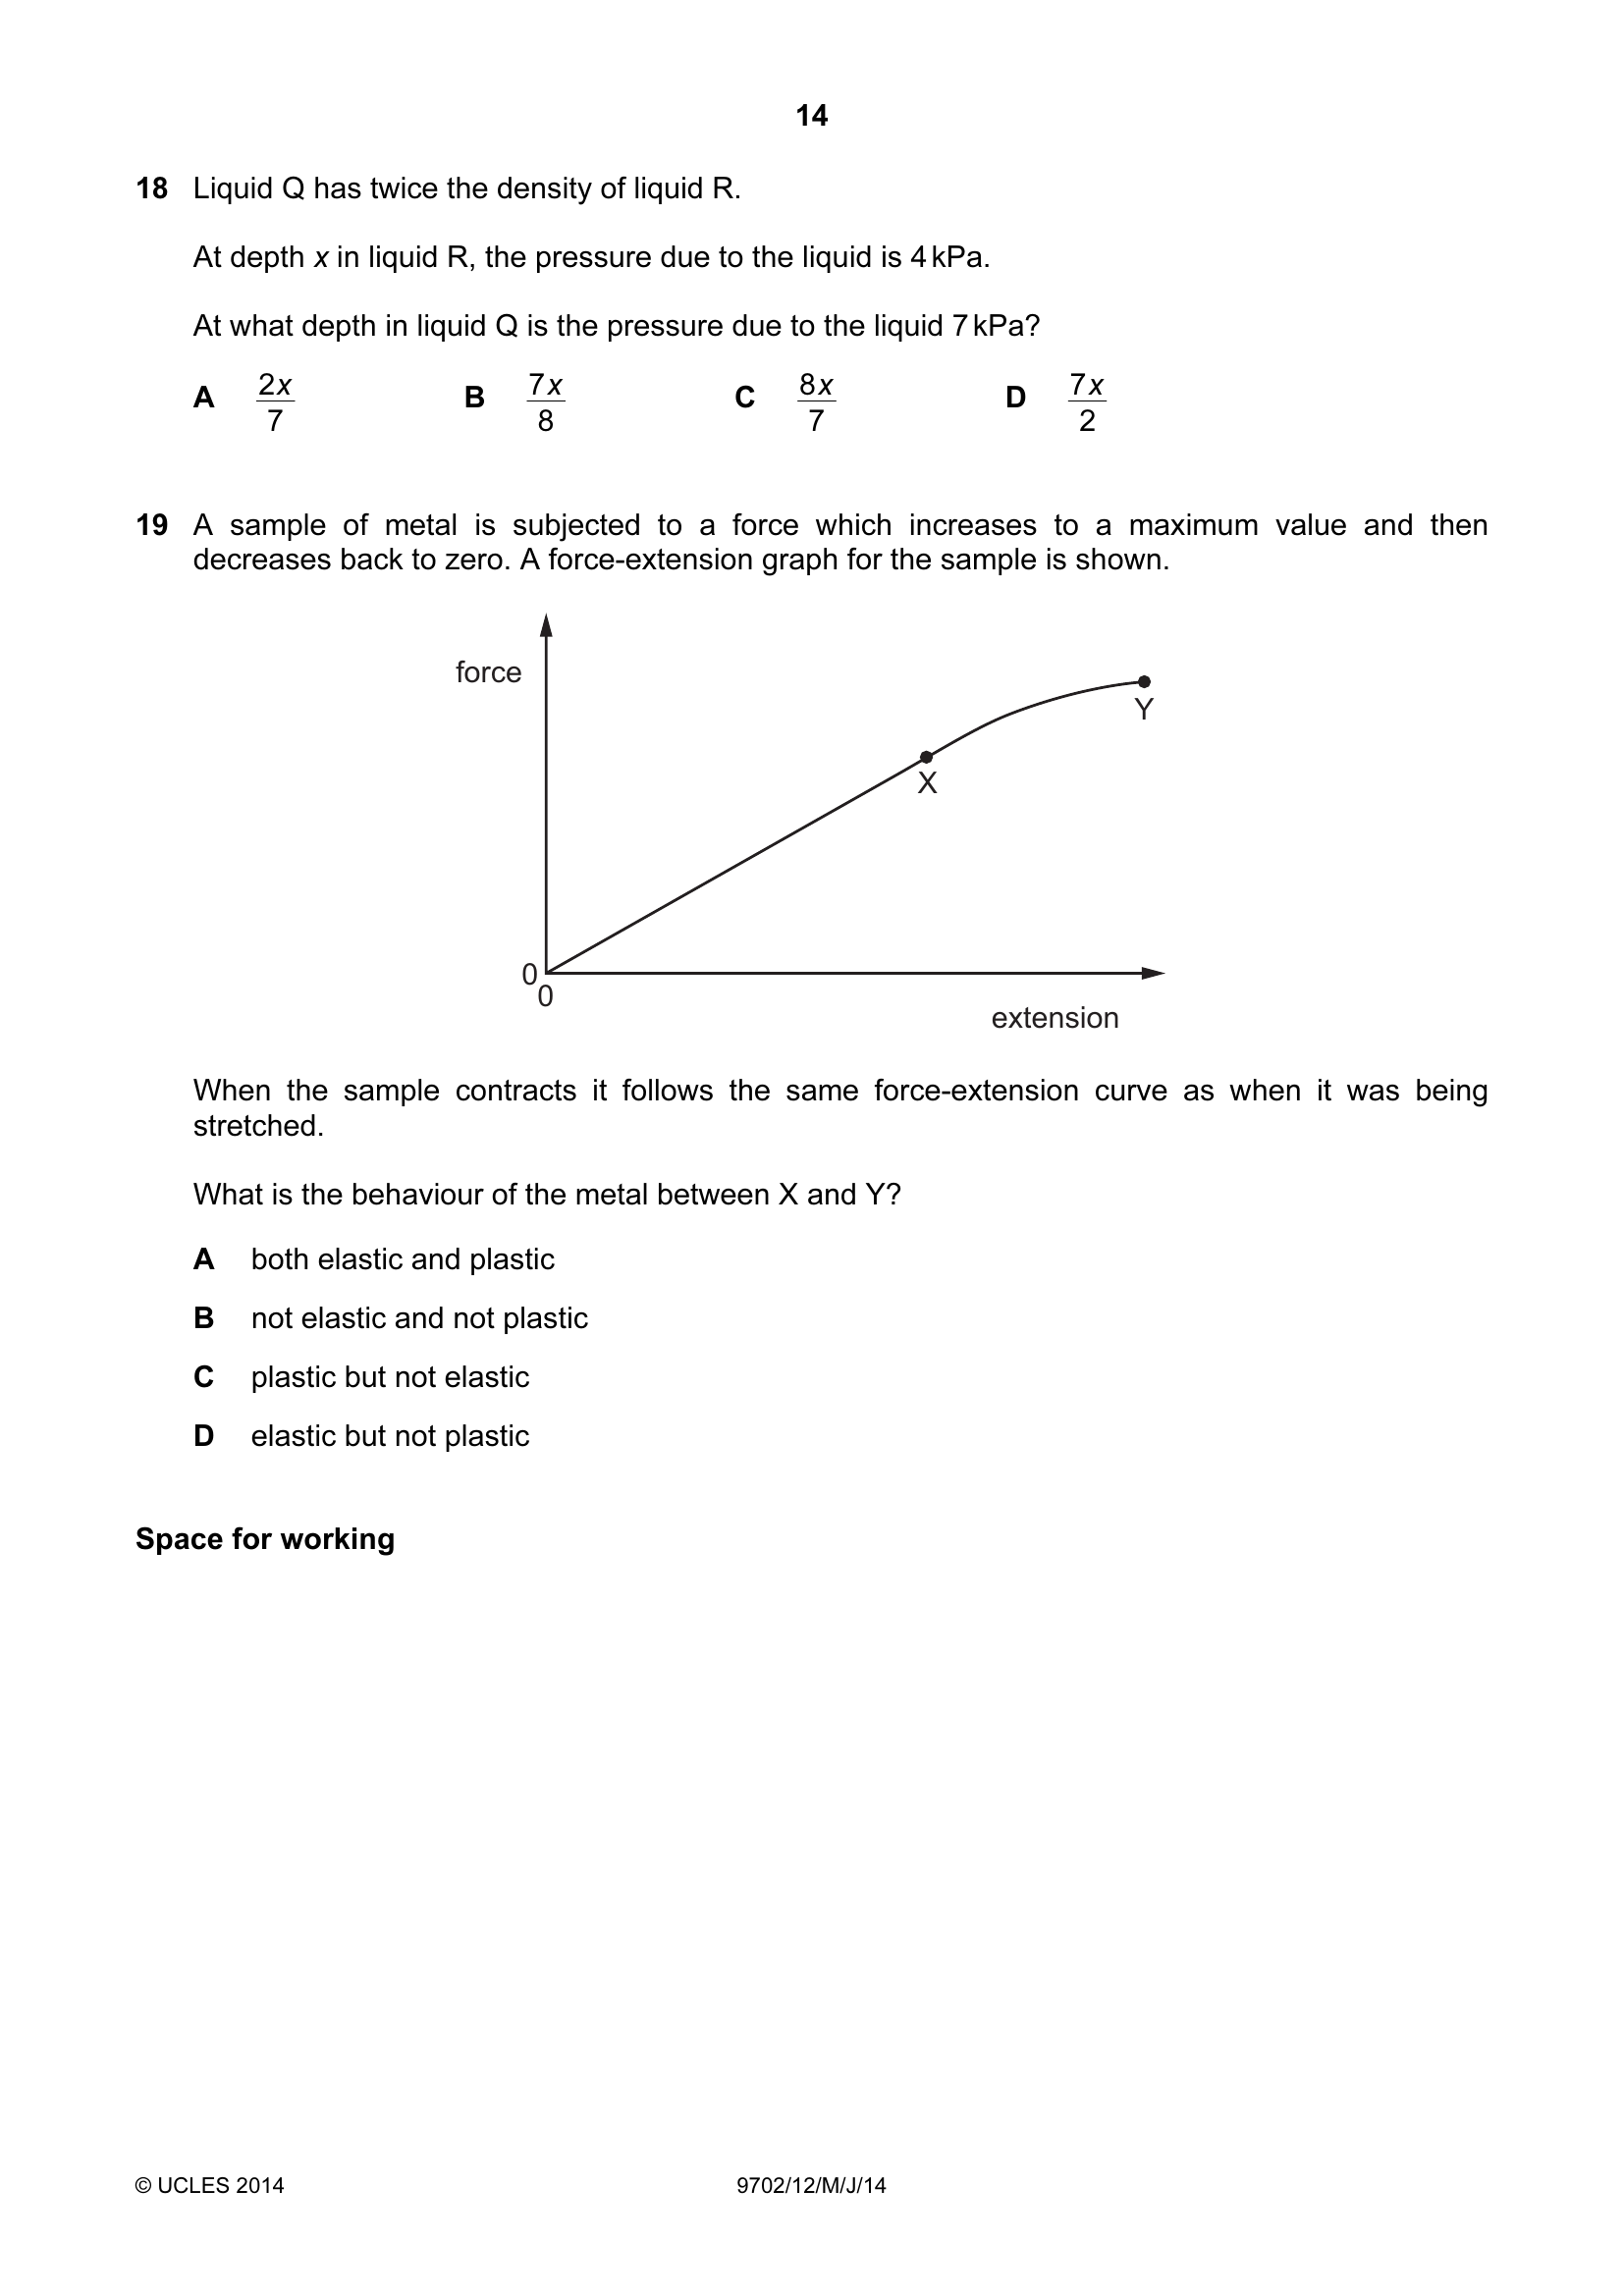 14
18 Liquid Q has twice the density of liquid R.
At depth x in liquid R, the pressure due to the liquid is 4 kPa.
At what depth in liquid Q is the pressure due to the liquid 7 kPa?
A 2x/7 B 7x/8 C 8x/7 D 7x/2
19 A sample of metal is subjected to a force which increases to a maximum value and then
decreases back to zero. A force-extension graph for the sample is shown.
force
Y
X
0
0
extension
When the sample contracts it follows the same force-extension curve as when it was being
stretched.
What is the behaviour of the metal between X and Y?
A both elastic and plastic
B not elastic and not plastic
C plastic but not elastic
D elastic but not plastic
Space for working
© UCLES 2014 9702/12/M/J/14